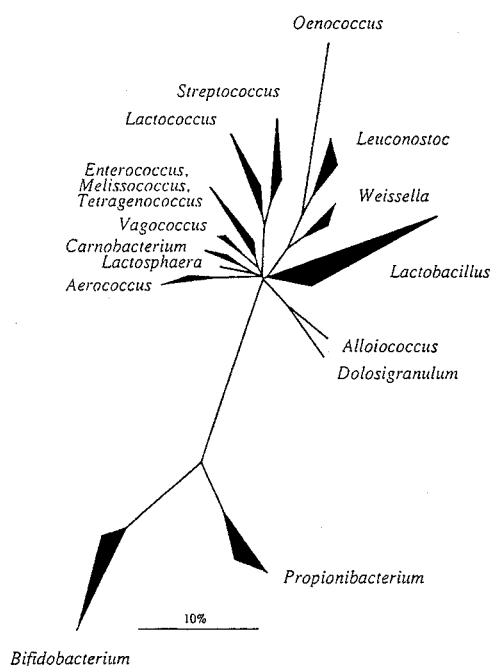 Oenococcus
Streptococcus
Lactococcus
Leuconostoc
Enterococcus,
Melissococcus,
Tetragenococcus
Weissella
Vagococcus
Carnobacterium
Lactosphaera
Lactobacillus
Aerococcus
Alloiococcus
Dolosigranulum
Propionibacterium
10%
Bifidobacterium